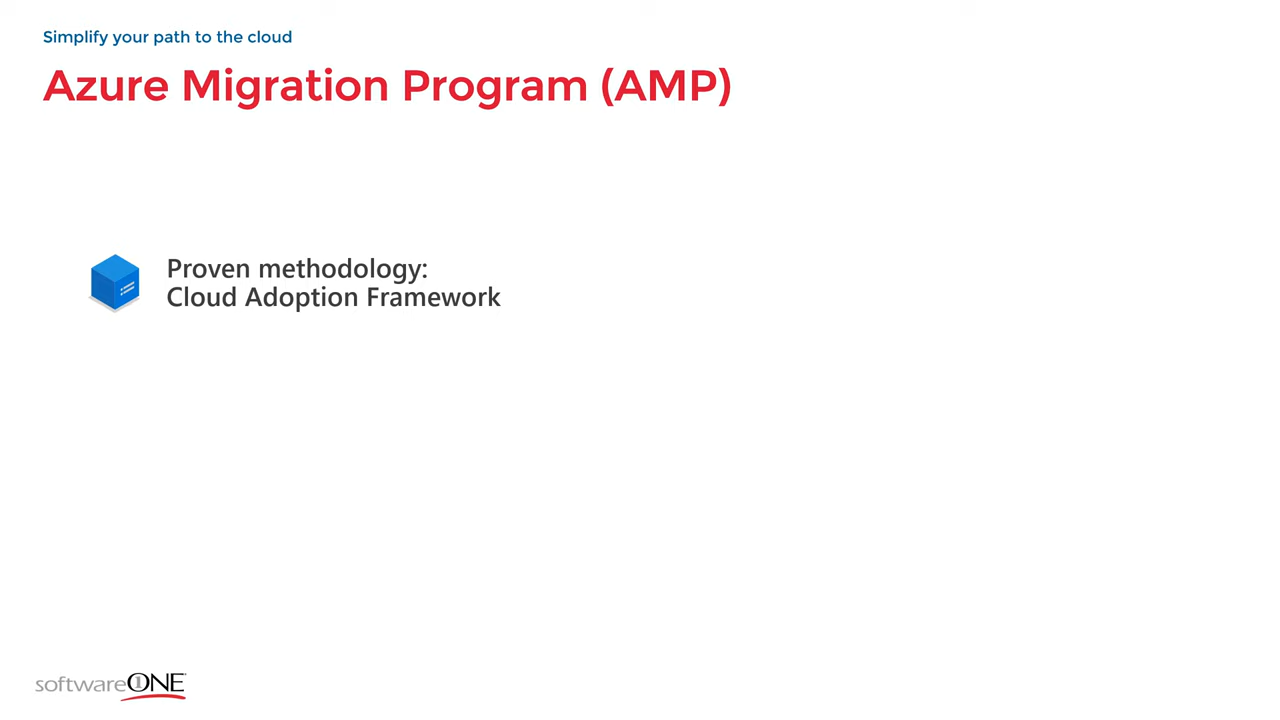 Simplify your path to the cloud
Azure Migration Program (AMP)
Proven methodology:
Cloud Adoption Framework
softwareONE